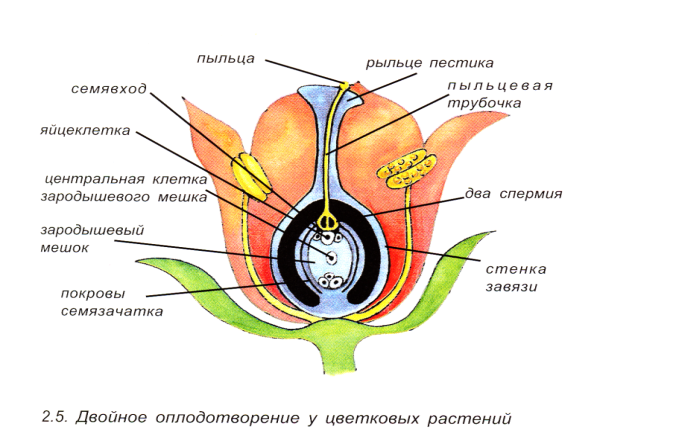 пыльца
рыльце пестика
семявход
пыльцевая
трубочка
яйцеклетка
центральная клетка
зародышевого мешка
два спермия
зародышевый
мешок
стенка
завязи
покровы
семязачатка
2.5. Двойное оплодотворение у цветковых растений